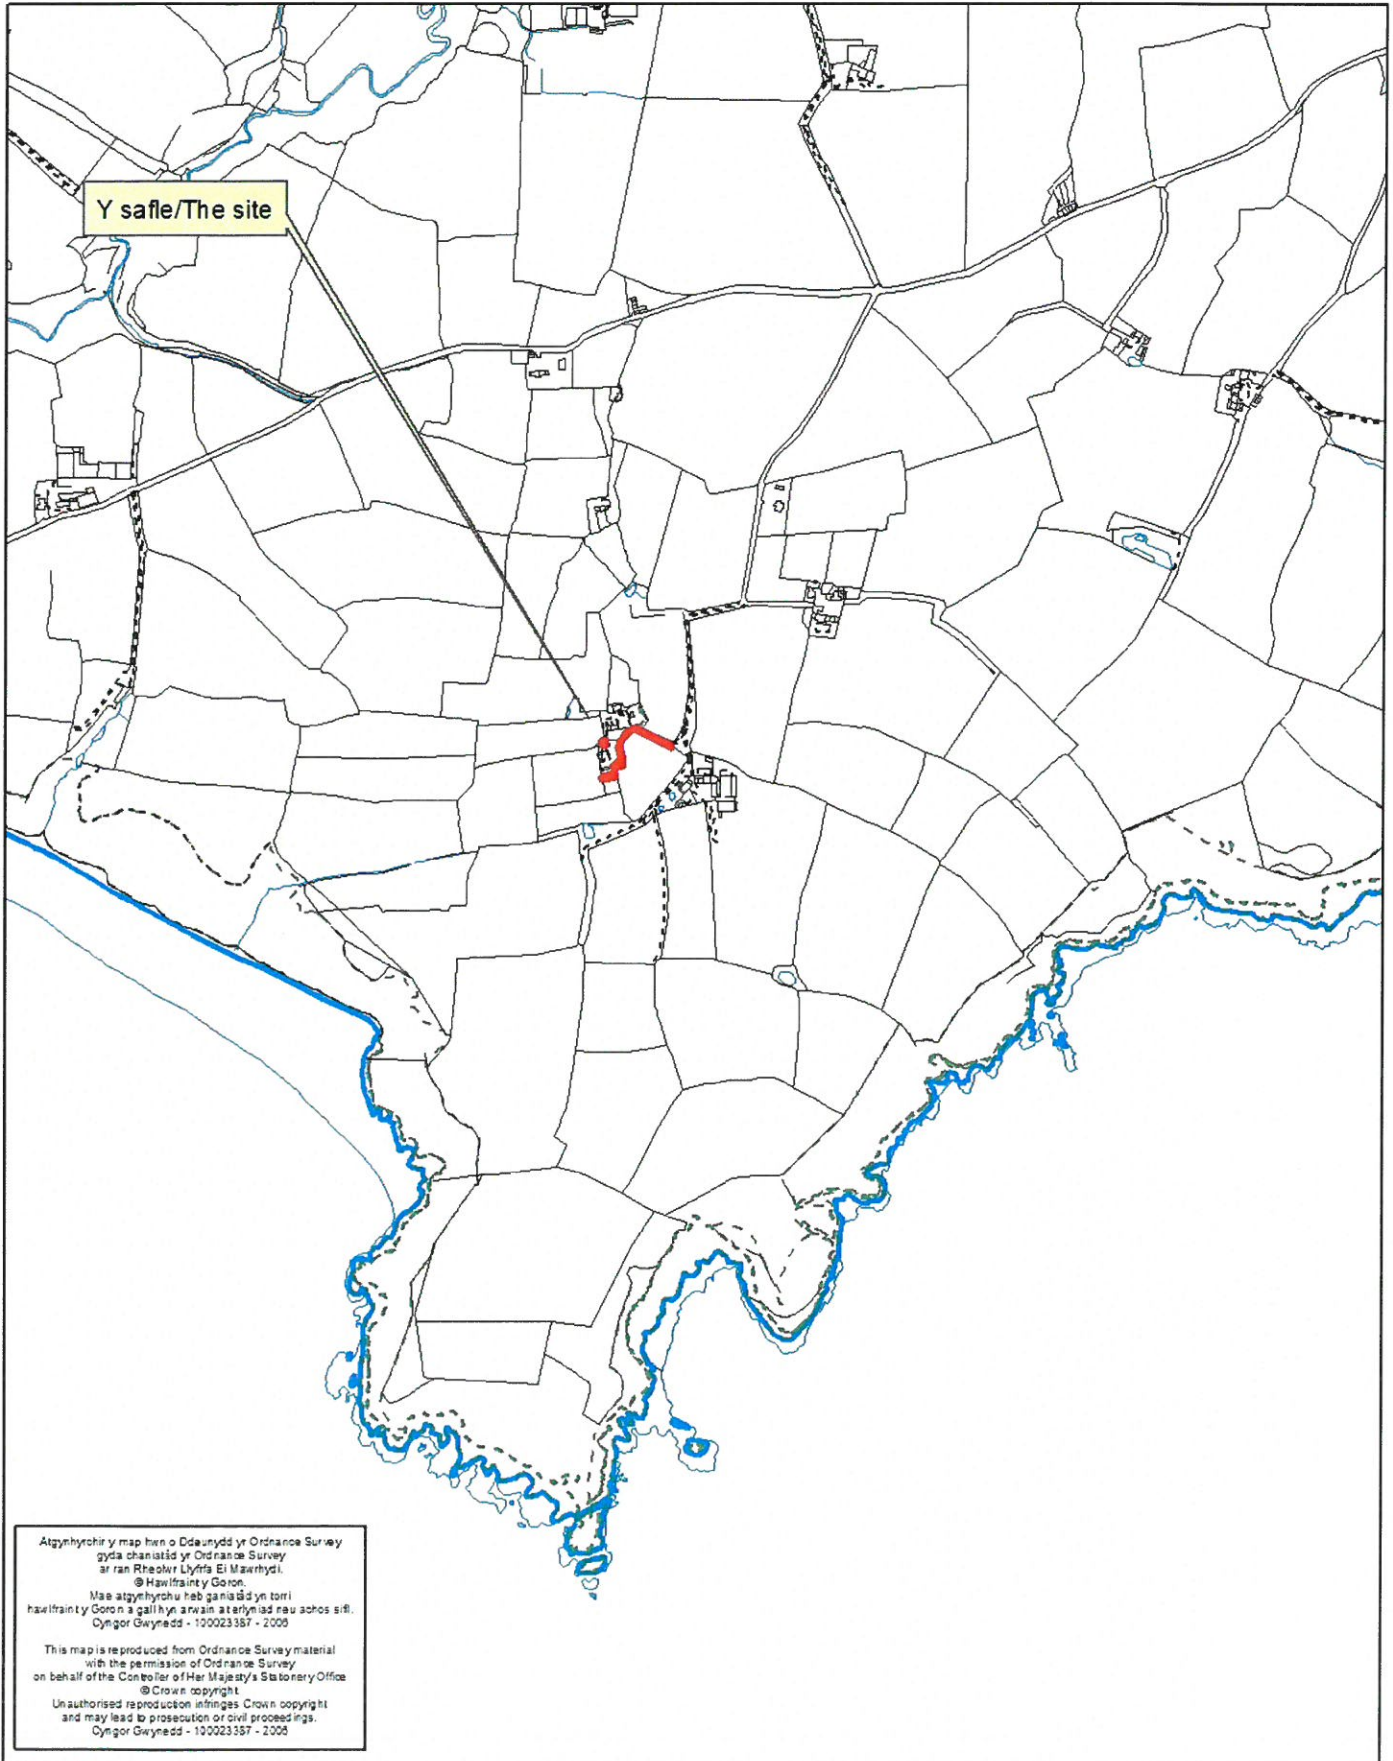 Y safle/The site
Atgynhyrchir y map hwn o Ddeunydd yr Ordnance Survey
gyda chaniatâd yr Ordnance Survey
ar ran Rheolwr Llyfrfa Ei Mawrhydi.
© Hawlfraint y Goron.
Mae atgynhyrchu heb ganiatâd yn torri
hawlfraint y Goron a gall hyn arwain at erlyniad neu achos sifil.
Cyngor Gwynedd - 100023387 - 2006
This map is reproduced from Ordnance Survey material
with the permission of Ordnance Survey
on behalf of the Controller of Her Majesty's Stationery Office
© Crown copyright
Unauthorised reproduction infringes Crown copyright
and may lead to prosecution or civil proceedings.
Cyngor Gwynedd - 100023387 - 2006